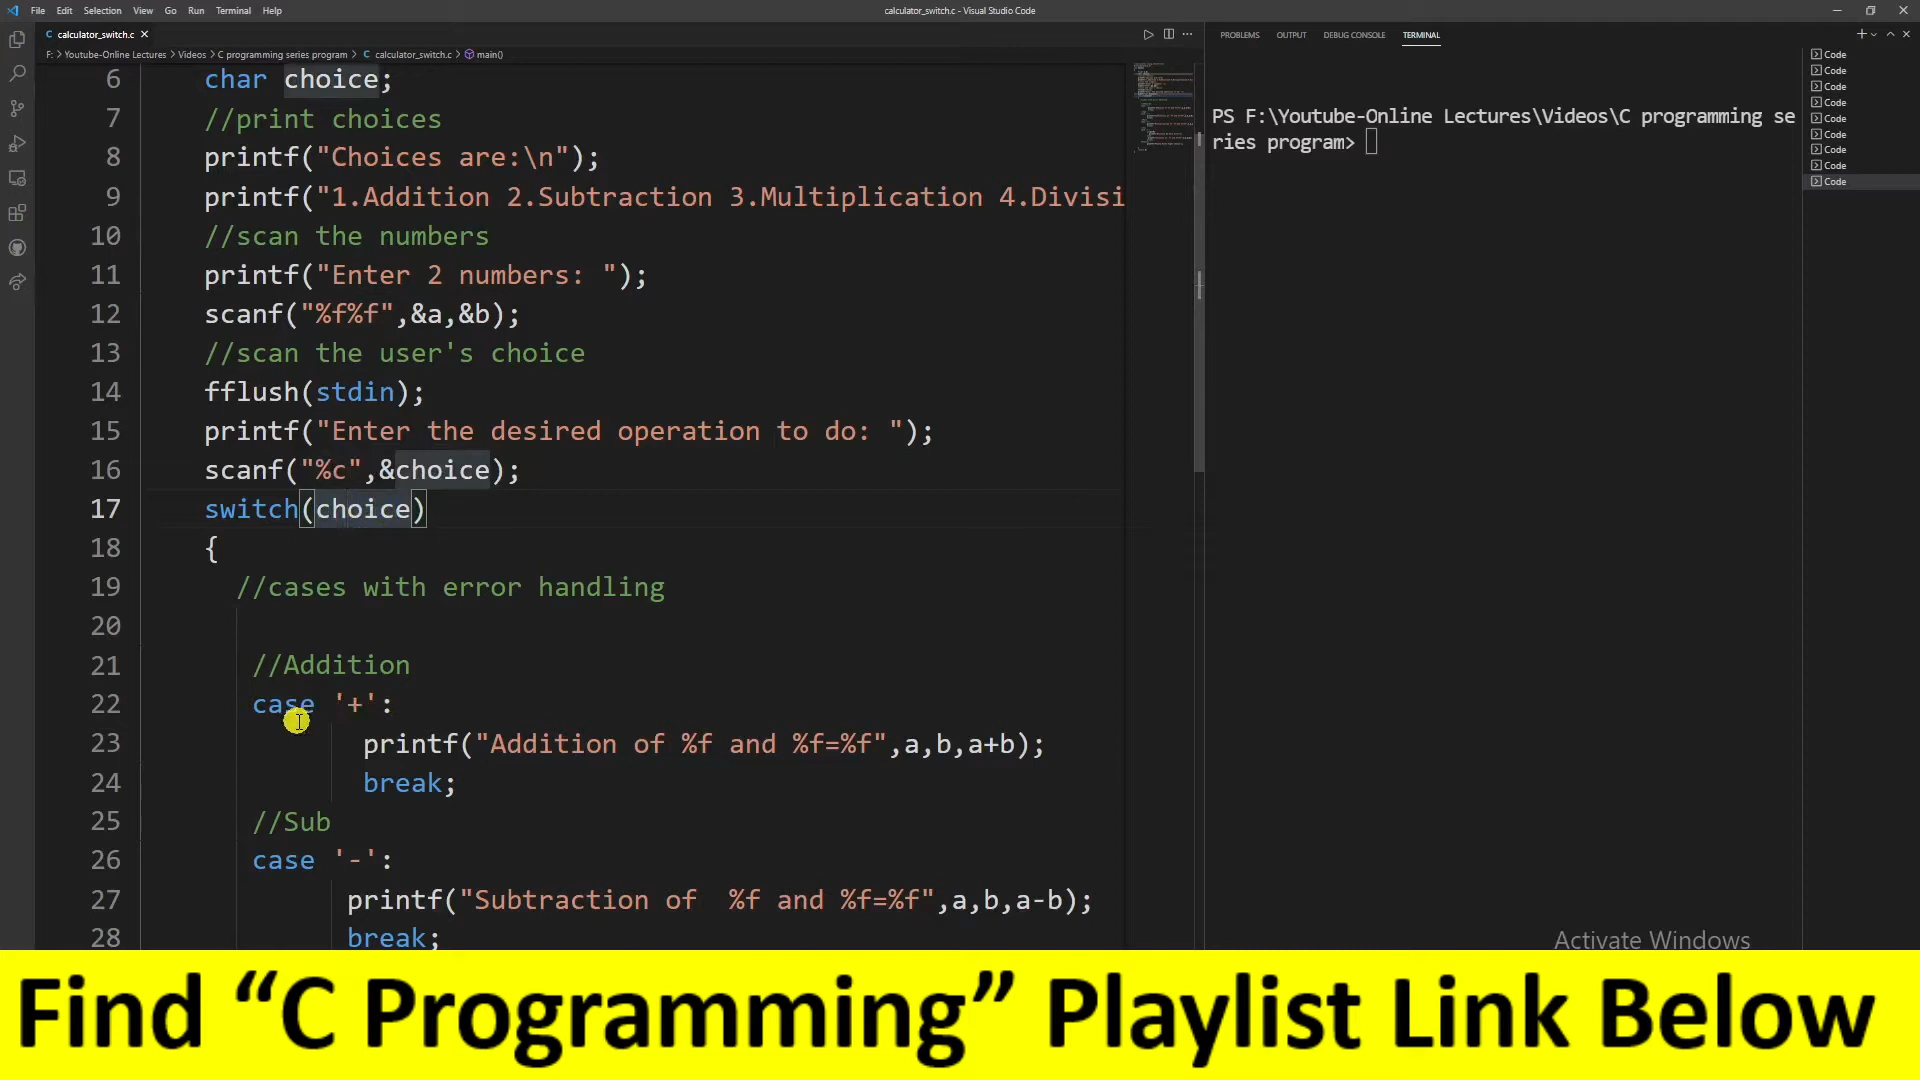 File Edit Selection View Go Run Terminal Help
calculator_switch.c - Visual Studio Code
calculator_switch.c
F: > Youtube-Online Lectures > Videos > C programming series program > calculator_switch.c > main()
6 char choice;
7 //print choices
8 printf("Choices are:\n");
9 printf("1.Addition 2.Subtraction 3.Multiplication 4.Divisi
10 //scan the numbers
11 printf("Enter 2 numbers: ");
12 scanf("%f%f",&a,&b);
13 //scan the user's choice
14 fflush(stdin);
15 printf("Enter the desired operation to do: ");
16 scanf("%c",&choice);
17 switch(choice)
18 {
19 //cases with error handling
20
21 //Addition
22 case '+':
23 printf("Addition of %f and %f=%f",a,b,a+b);
24 break;
25 //Sub
26 case '-':
27 printf("Subtraction of  %f and %f=%f",a,b,a-b);
28 break;
PROBLEMS OUTPUT DEBUG CONSOLE TERMINAL
PS F:\Youtube-Online Lectures\Videos\C programming se
ries program>
Code
Code
Code
Code
Code
Code
Code
Code
Code
Activate Windows
Find “C Programming” Playlist Link Below